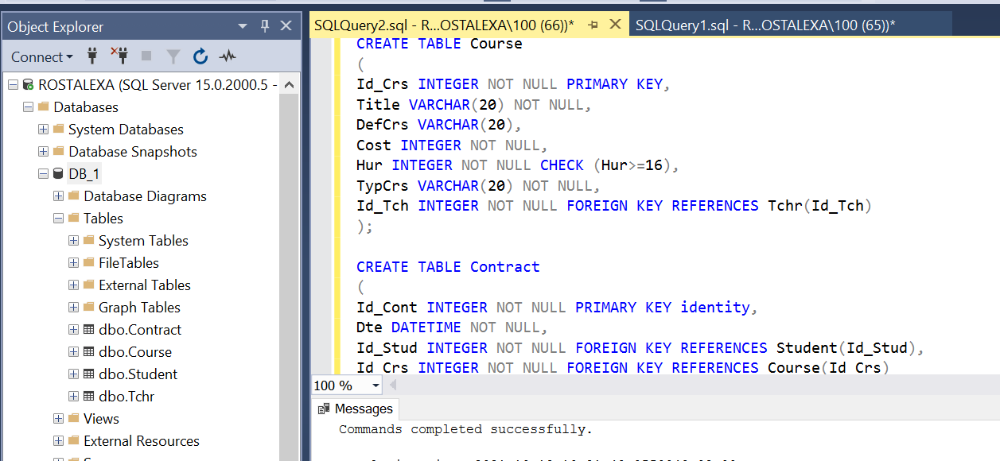 Object Explorer
Connect
ROSTALEXA (SQL Server 15.0.2000.5 -
Databases
System Databases
Database Snapshots
DB_1
Database Diagrams
Tables
System Tables
FileTables
External Tables
Graph Tables
dbo.Contract
dbo.Course
dbo.Student
dbo.Tchr
Views
External Resources
SQLQuery2.sql - R...OSTALEXA\100 (66))*
SQLQuery1.sql - R...OSTALEXA\100 (65))*
CREATE TABLE Course
(
Id_Crs INTEGER NOT NULL PRIMARY KEY,
Title VARCHAR(20) NOT NULL,
DefCrs VARCHAR(20),
Cost INTEGER NOT NULL,
Hur INTEGER NOT NULL CHECK (Hur>=16),
TypCrs VARCHAR(20) NOT NULL,
Id_Tch INTEGER NOT NULL FOREIGN KEY REFERENCES Tchr(Id_Tch)
);
CREATE TABLE Contract
(
Id_Cont INTEGER NOT NULL PRIMARY KEY identity,
Dte DATETIME NOT NULL,
Id_Stud INTEGER NOT NULL FOREIGN KEY REFERENCES Student(Id_Stud),
Id_Crs INTEGER NOT NULL FOREIGN KEY REFERENCES Course(Id_Crs)
100 %
Messages
Commands completed successfully.